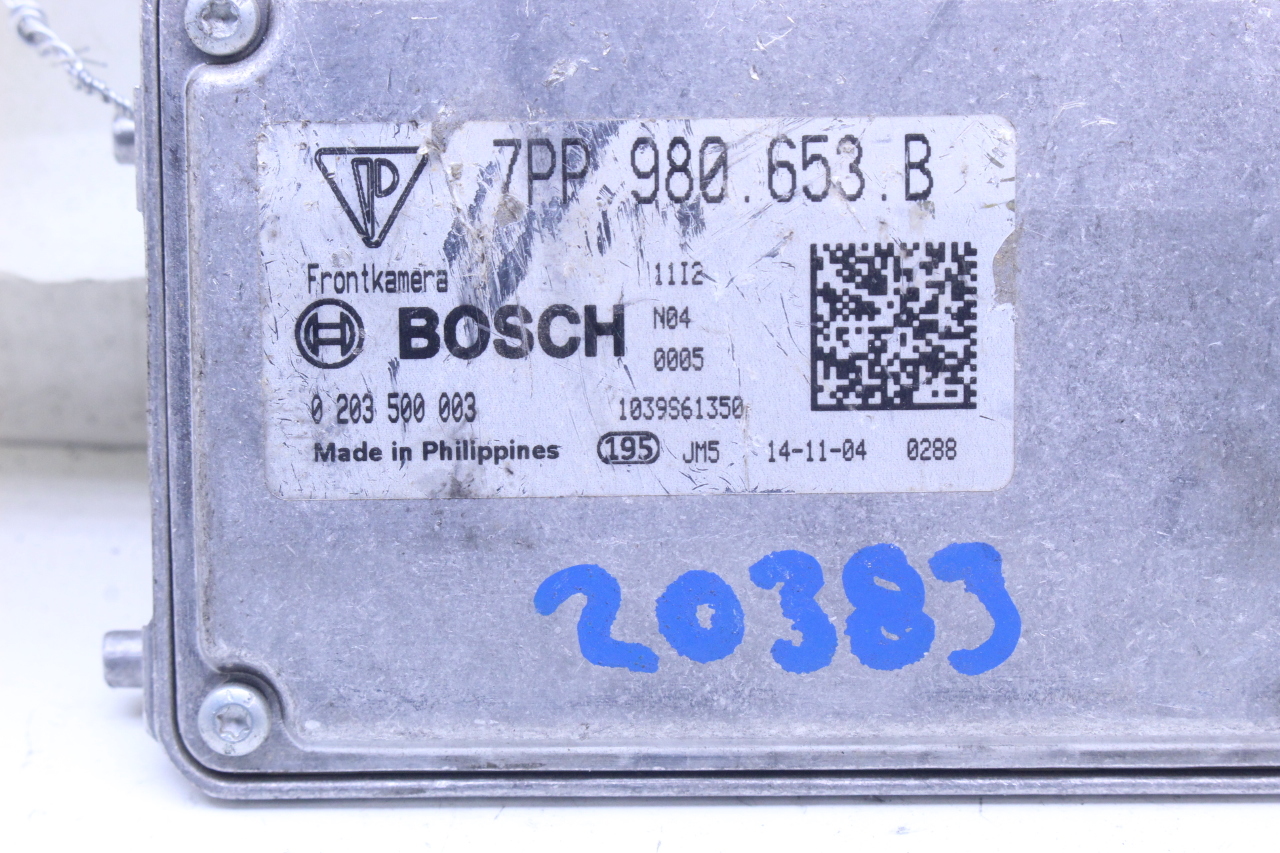 7PP.980.653.B
Frontkamera 11I2
BOSCH N04
0005
0 203 500 003 1039S61350
Made in Philippines 195 JM5 14-11-04 0288
20383